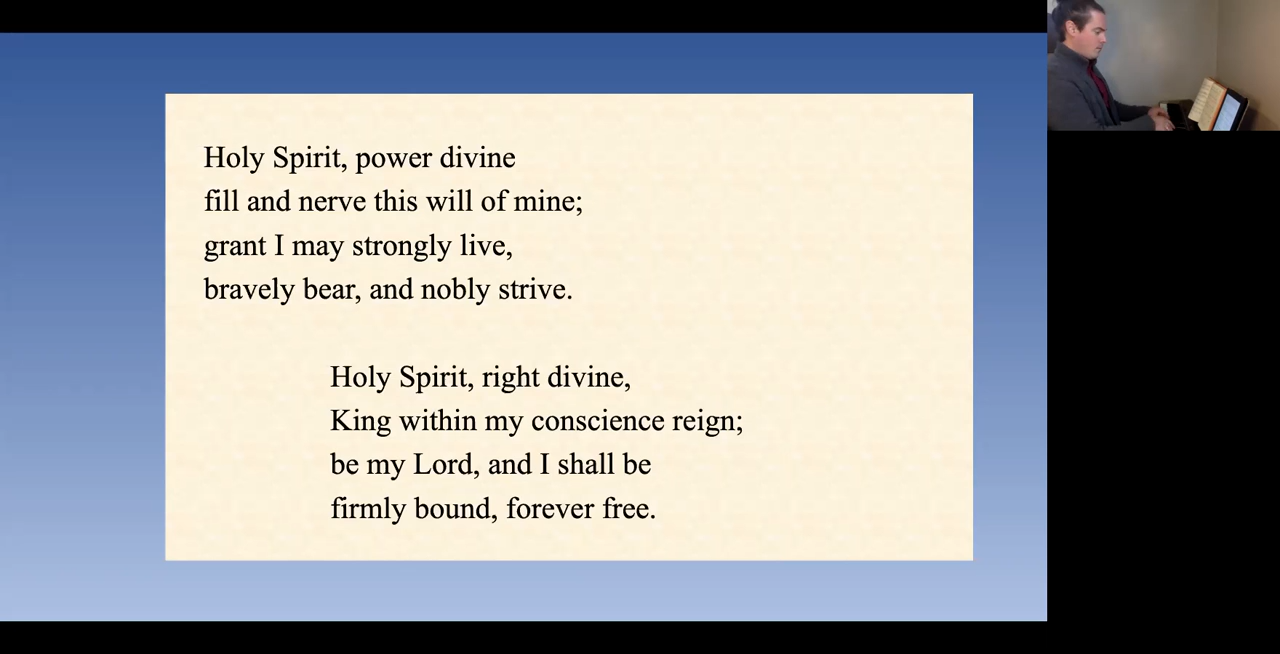 Holy Spirit, power divine
fill and nerve this will of mine;
grant I may strongly live,
bravely bear, and nobly strive.
Holy Spirit, right divine,
King within my conscience reign;
be my Lord, and I shall be
firmly bound, forever free.